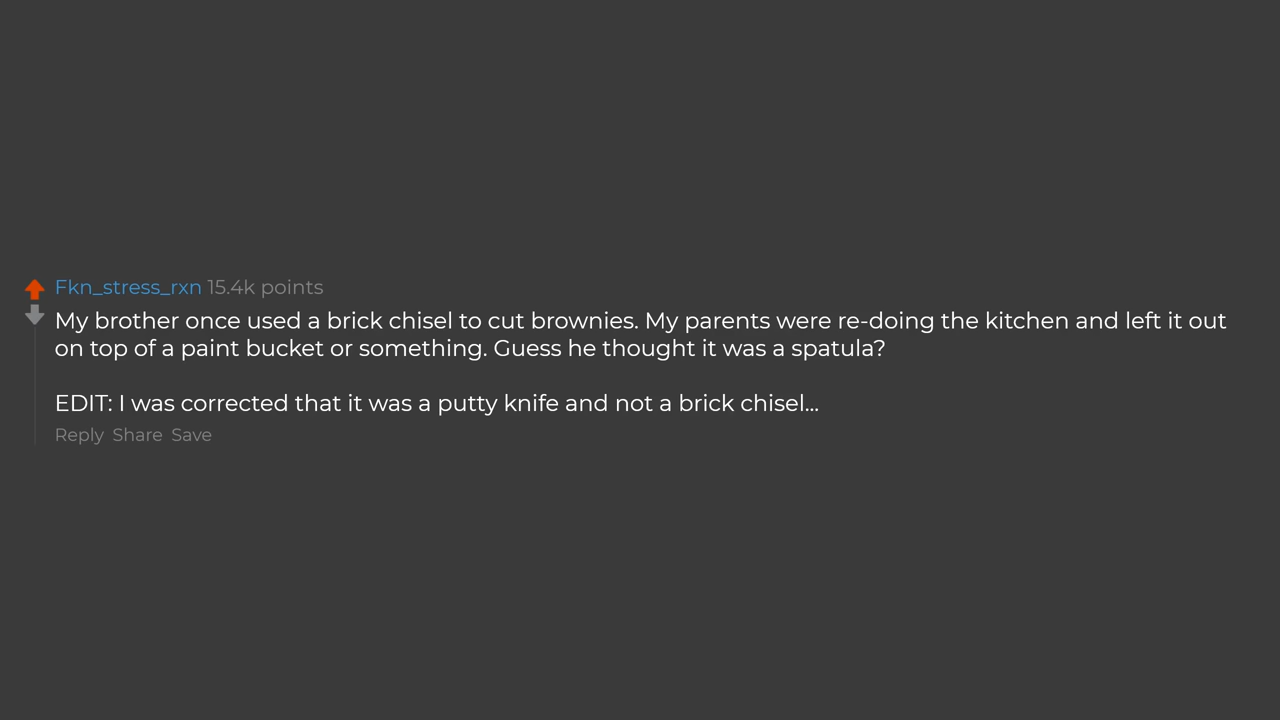 Fkn_stress_rxn 15.4k points
My brother once used a brick chisel to cut brownies. My parents were re-doing the kitchen and left it out
on top of a paint bucket or something. Guess he thought it was a spatula?
EDIT: I was corrected that it was a putty knife and not a brick chisel...
Reply Share Save